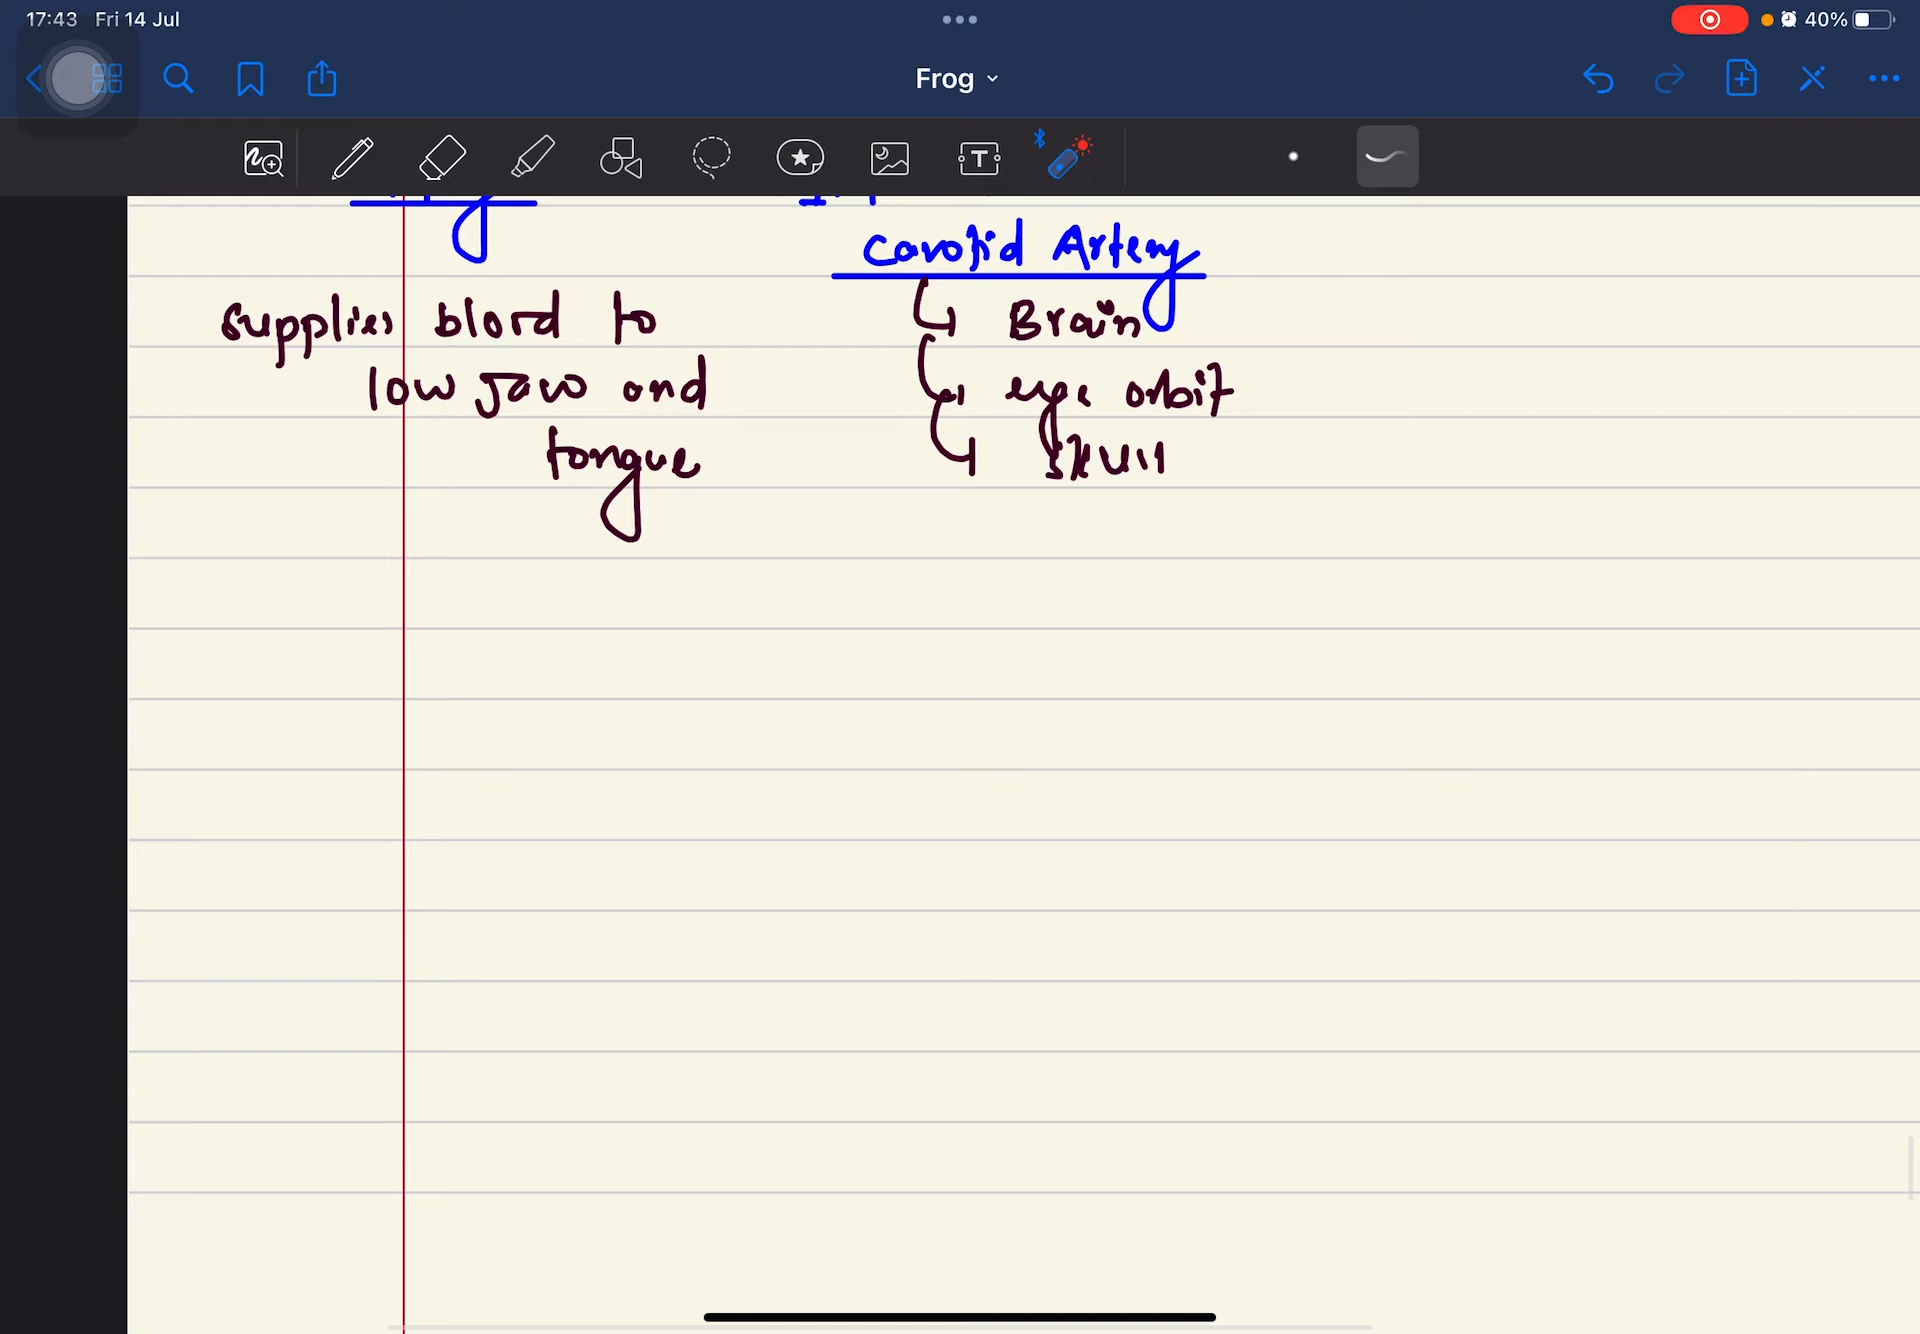 17:43 Fri 14 Jul
40%
Frog
T
Carotid Artery
supplies blood to
low jaw and
tongue
Brain
eye orbit
skull